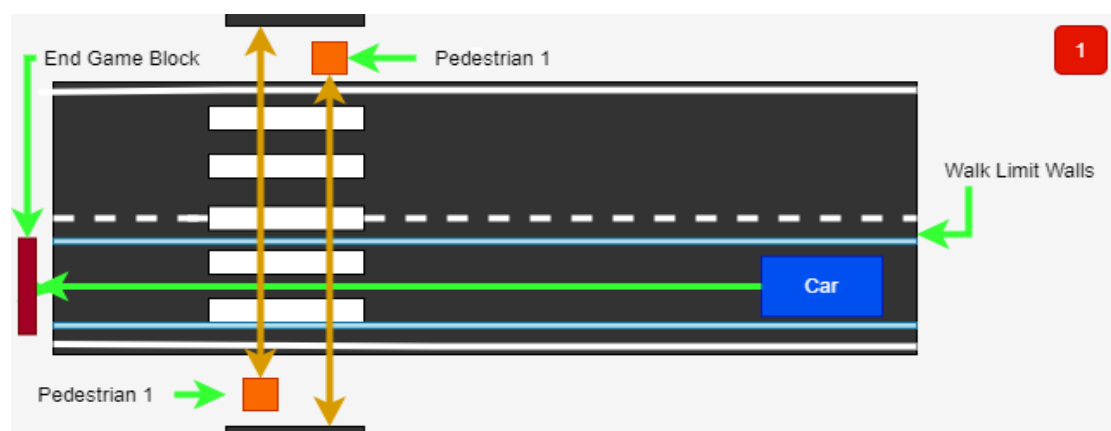 End Game Block
Pedestrian 1
1
Walk Limit Walls
Car
Pedestrian 1